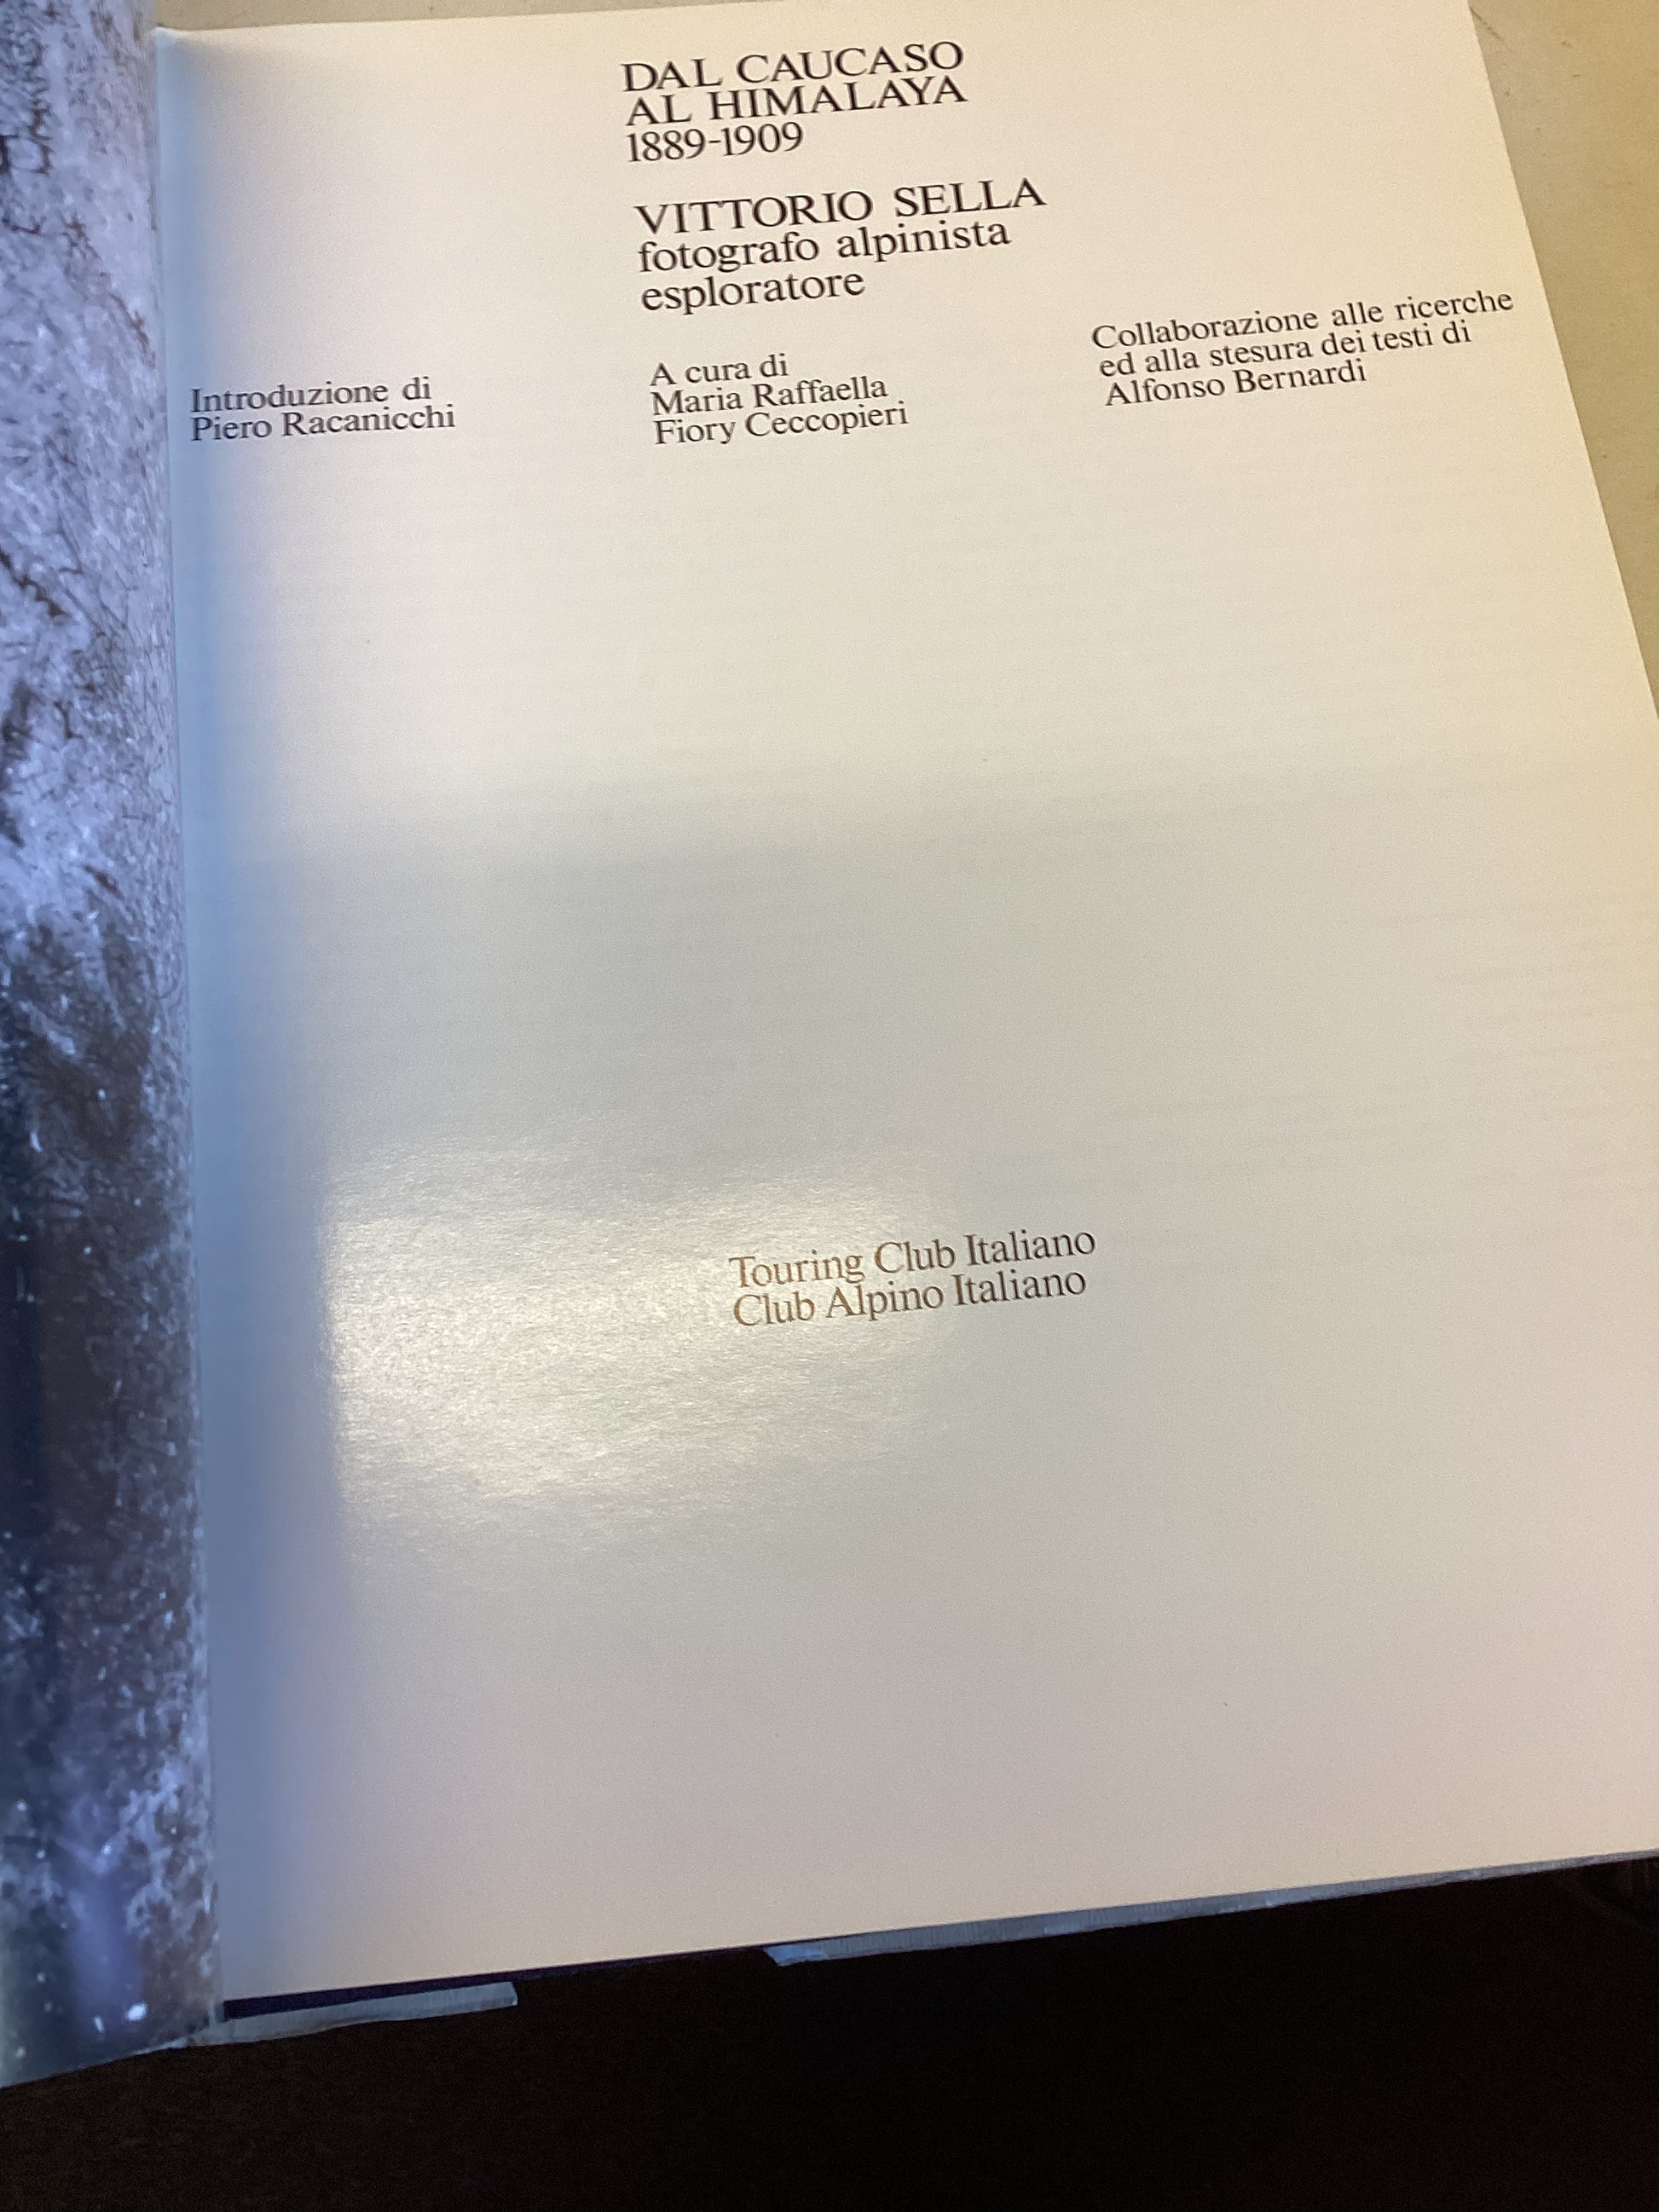 DAL CAUCASO
AL HIMALAYA
1889-1909
VITTORIO SELLA
fotografo alpinista
esploratore
Introduzione di
Piero Racanicchi
A cura di
Maria Raffaella
Fiory Ceccopieri
Collaborazione alle ricerche
ed alla stesura dei testi di
Alfonso Bernardi
Touring Club Italiano
Club Alpino Italiano